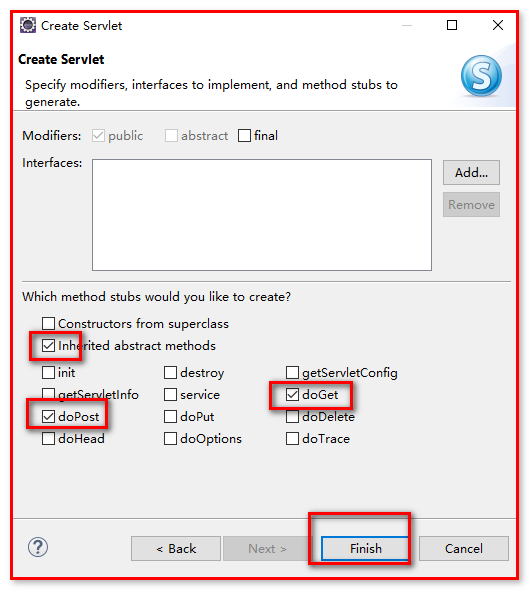 Create Servlet
Create Servlet
Specify modifiers, interfaces to implement, and method stubs to
generate.
S
Modifiers: public abstract final
Interfaces:
Add...
Remove
Which method stubs would you like to create?
Constructors from superclass
Inherited abstract methods
init destroy getServletConfig
getServletInfo service doGet
doPost doPut doDelete
doHead doOptions doTrace
? < Back Next > Finish Cancel